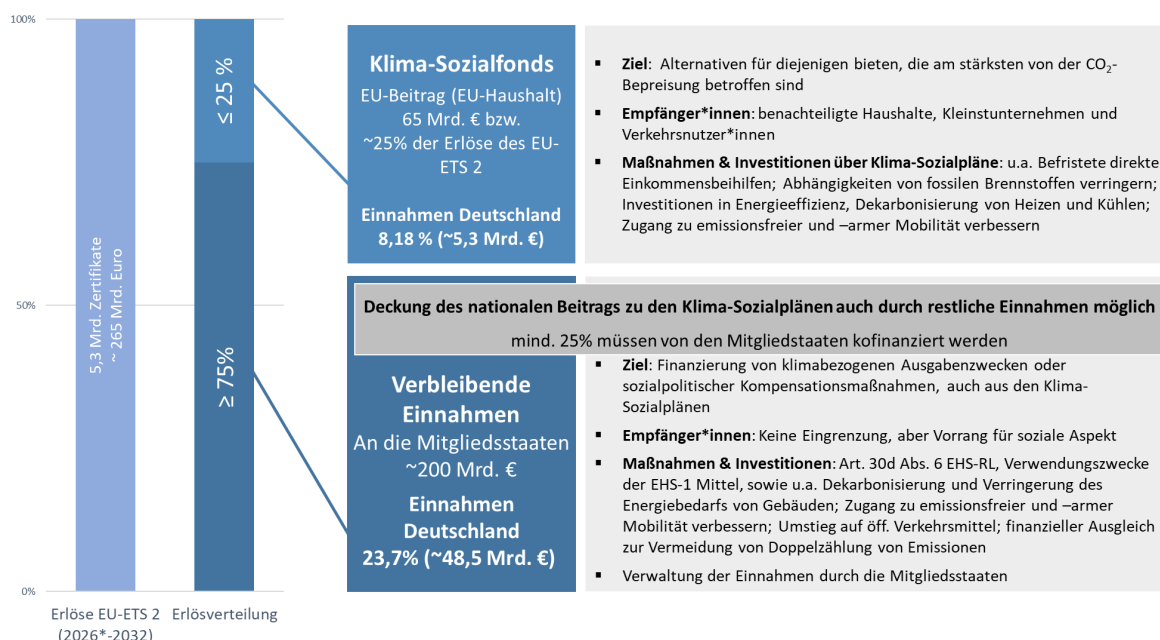 100%
50%
0%
5,3 Mrd. Zertifikate
~ 265 Mrd. Euro
≤ 25 %
≥ 75%
Erlöse EU-ETS 2
(2026*-2032)
Erlösverteilung
Klima-Sozialfonds
EU-Beitrag (EU-Haushalt)
65 Mrd. € bzw.
~25% der Erlöse des EU-
ETS 2
Einnahmen Deutschland
8,18 % (~5,3 Mrd. €)
▪ Ziel: Alternativen für diejenigen bieten, die am stärksten von der CO₂-
Bepreisung betroffen sind
▪ Empfänger*innen: benachteiligte Haushalte, Kleinstunternehmen und
Verkehrsnutzer*innen
▪ Maßnahmen & Investitionen über Klima-Sozialpläne: u.a. Befristete direkte
Einkommensbeihilfen; Abhängigkeiten von fossilen Brennstoffen verringern;
Investitionen in Energieeffizienz, Dekarbonisierung von Heizen und Kühlen;
Zugang zu emissionsfreier und –armer Mobilität verbessern
Deckung des nationalen Beitrags zu den Klima-Sozialplänen auch durch restliche Einnahmen möglich
mind. 25% müssen von den Mitgliedstaaten kofinanziert werden
Verbleibende
Einnahmen
An die Mitgliedsstaaten
~200 Mrd. €
Einnahmen
Deutschland
23,7% (~48,5 Mrd. €)
▪ Ziel: Finanzierung von klimabezogenen Ausgabenzwecken oder
sozialpolitischer Kompensationsmaßnahmen, auch aus den Klima-
Sozialplänen
▪ Empfänger*innen: Keine Eingrenzung, aber Vorrang für soziale Aspekt
▪ Maßnahmen & Investitionen: Art. 30d Abs. 6 EHS-RL, Verwendungszwecke
der EHS-1 Mittel, sowie u.a. Dekarbonisierung und Verringerung des
Energiebedarfs von Gebäuden; Zugang zu emissionsfreier und –armer
Mobilität verbessern; Umstieg auf öff. Verkehrsmittel; finanzieller Ausgleich
zur Vermeidung von Doppelzählung von Emissionen
▪ Verwaltung der Einnahmen durch die Mitgliedsstaaten